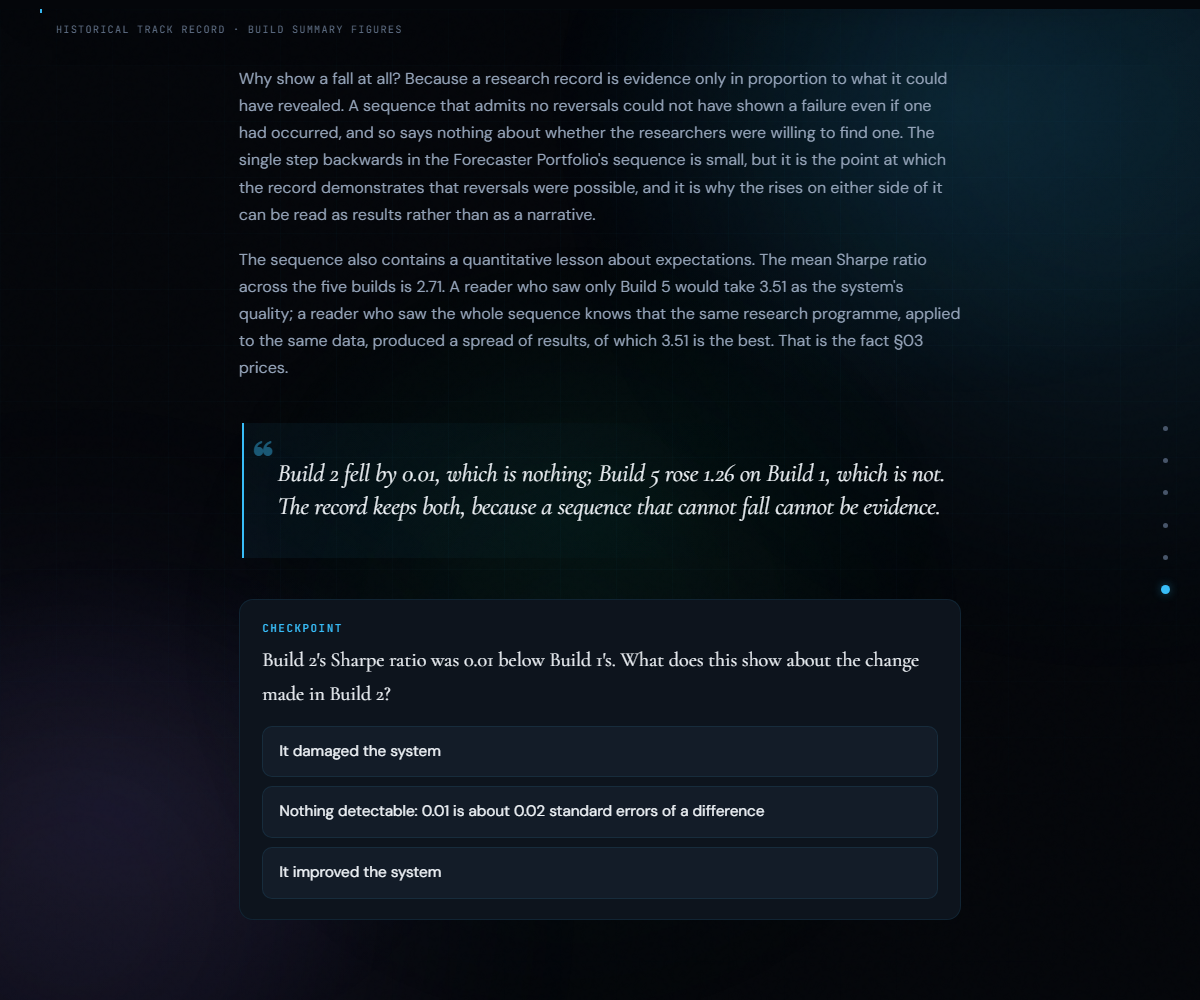 HISTORICAL TRACK RECORD · BUILD SUMMARY FIGURES
Why show a fall at all? Because a research record is evidence only in proportion to what it could
have revealed. A sequence that admits no reversals could not have shown a failure even if one
had occurred, and so says nothing about whether the researchers were willing to find one. The
single step backwards in the Forecaster Portfolio's sequence is small, but it is the point at which
the record demonstrates that reversals were possible, and it is why the rises on either side of it
can be read as results rather than as a narrative.
The sequence also contains a quantitative lesson about expectations. The mean Sharpe ratio
across the five builds is 2.71. A reader who saw only Build 5 would take 3.51 as the system's
quality; a reader who saw the whole sequence knows that the same research programme, applied
to the same data, produced a spread of results, of which 3.51 is the best. That is the fact §03
prices.
❝
Build 2 fell by 0.01, which is nothing; Build 5 rose 1.26 on Build 1, which is not.
The record keeps both, because a sequence that cannot fall cannot be evidence.
CHECKPOINT
Build 2's Sharpe ratio was 0.01 below Build 1's. What does this show about the change
made in Build 2?
It damaged the system
Nothing detectable: 0.01 is about 0.02 standard errors of a difference
It improved the system